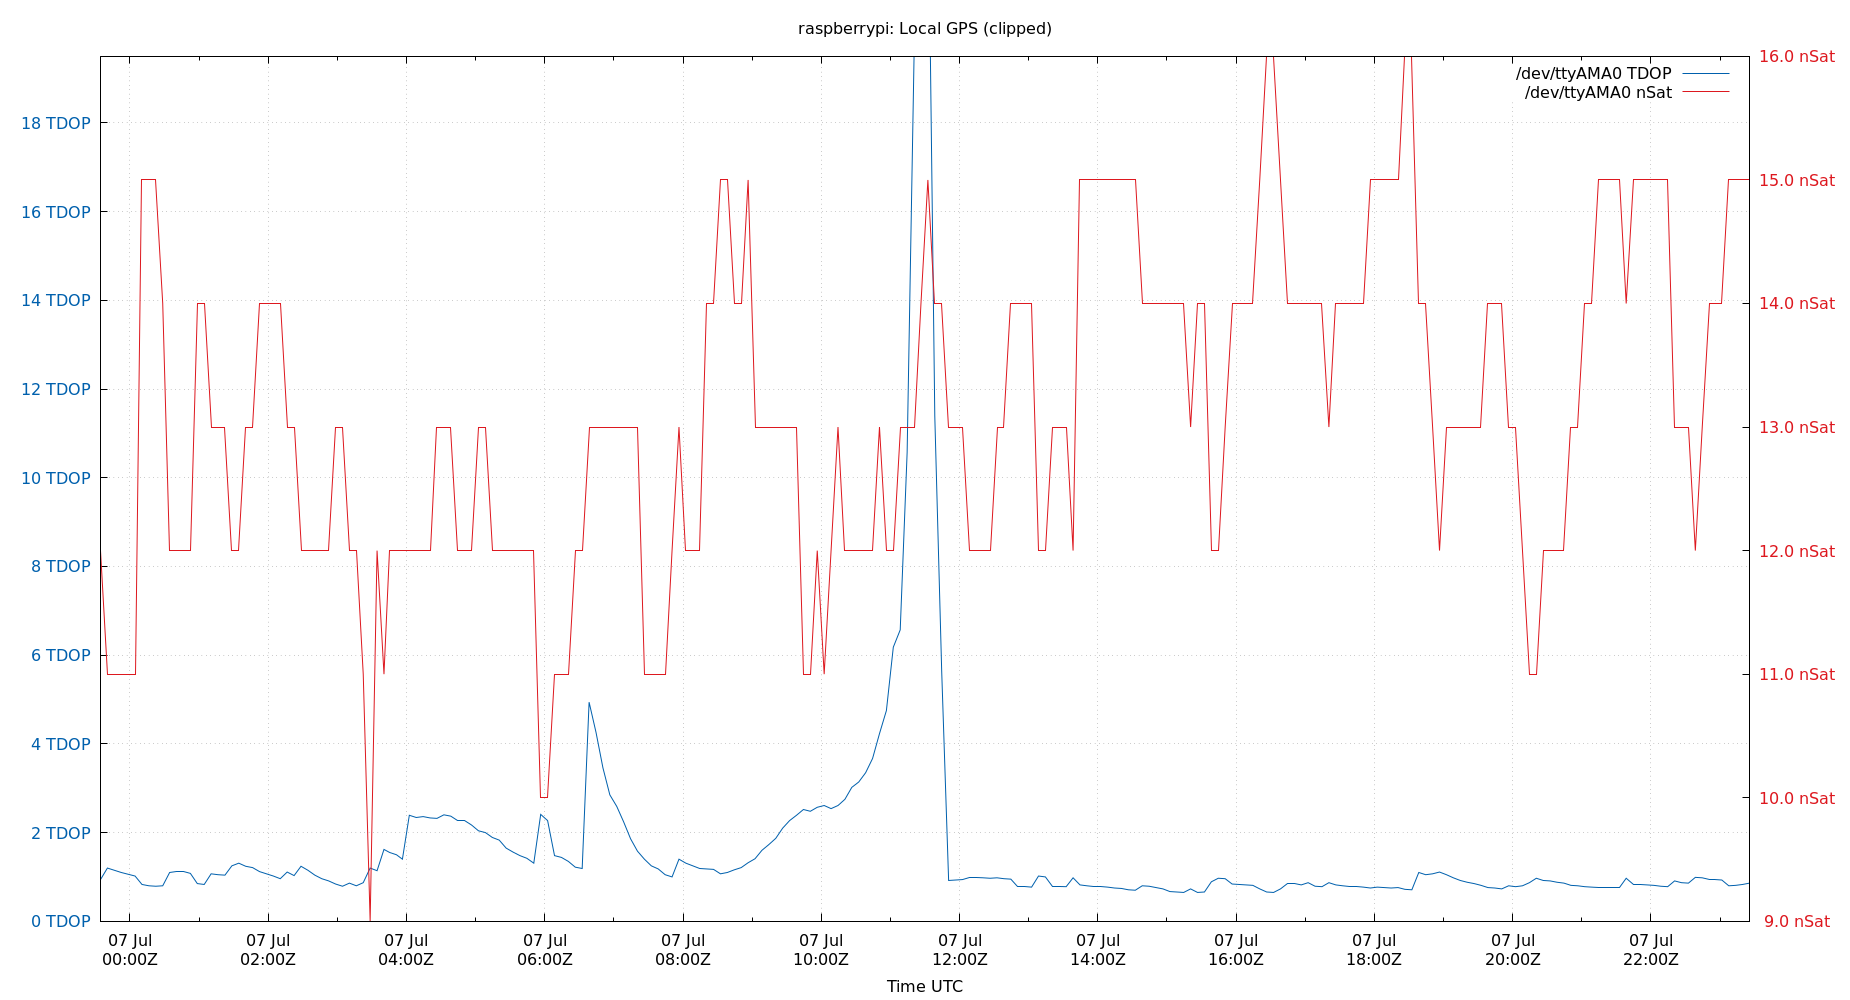 raspberrypi: Local GPS (clipped)
16.0 nSat
/dev/ttyAMA0 TDOP
/dev/ttyAMA0 nSat
18 TDOP
15.0 nSat
16 TDOP
14 TDOP
14.0 nSat
12 TDOP
13.0 nSat
10 TDOP
12.0 nSat
8 TDOP
6 TDOP
11.0 nSat
4 TDOP
10.0 nSat
2 TDOP
0 TDOP
9.0 nSat
07 Jul 07 Jul 07 Jul 07 Jul 07 Jul 07 Jul 07 Jul 07 Jul 07 Jul 07 Jul 07 Jul 07 Jul
00:00Z 02:00Z 04:00Z 06:00Z 08:00Z 10:00Z 12:00Z 14:00Z 16:00Z 18:00Z 20:00Z 22:00Z
Time UTC